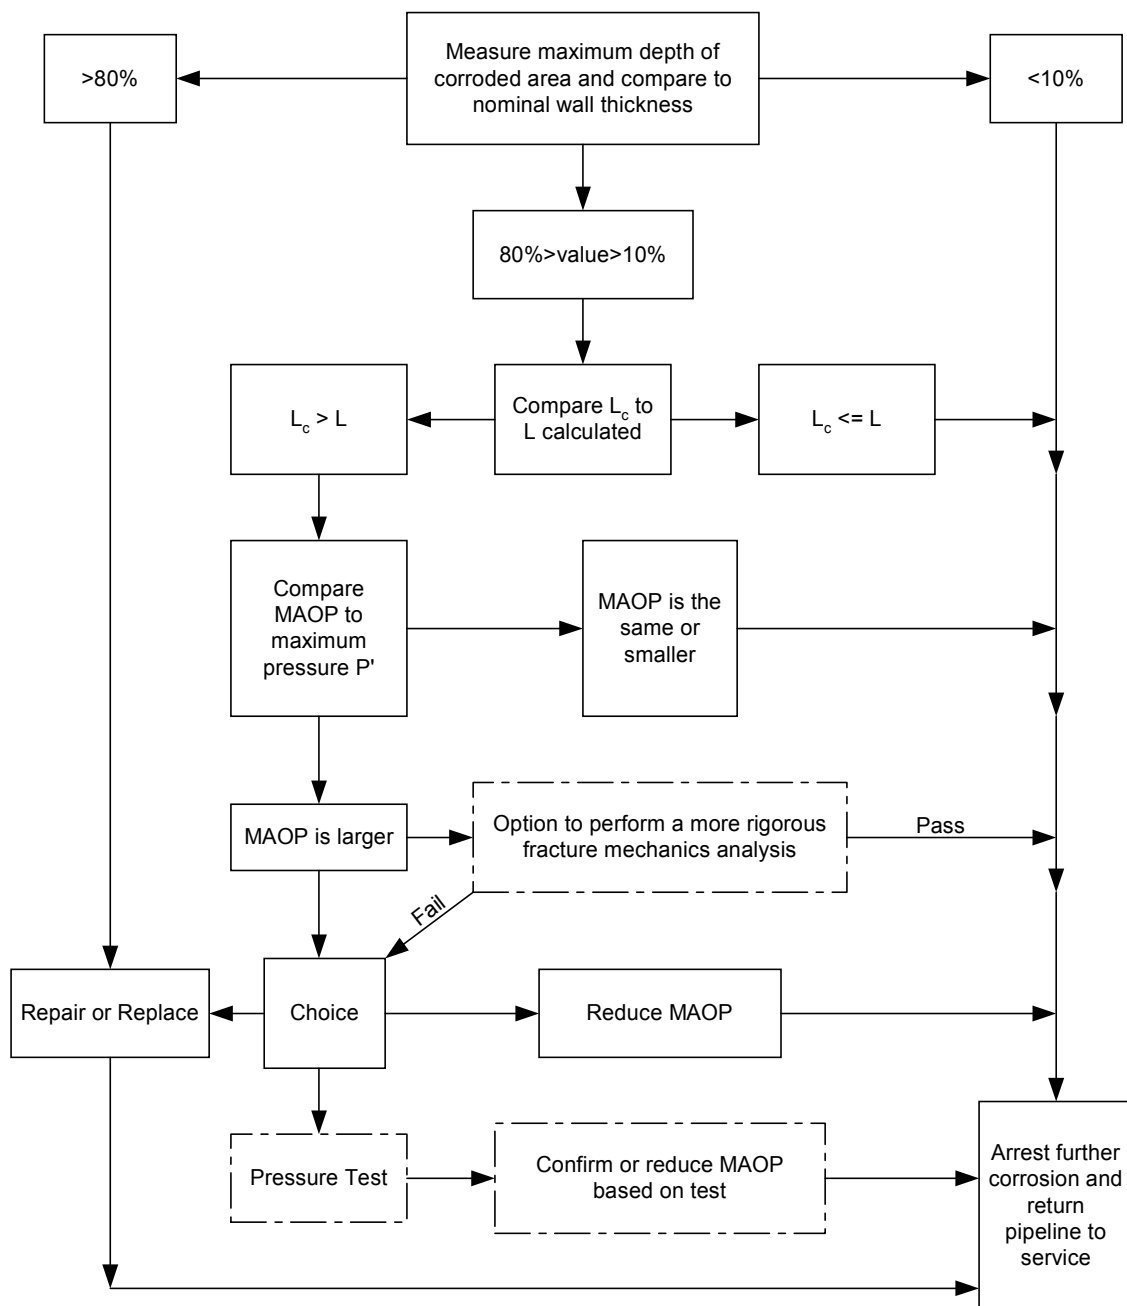 Measure maximum depth of
corroded area and compare to
nominal wall thickness
>80%
<10%
80%>value>10%
Lc > L
Compare Lc to
L calculated
Lc <= L
Compare
MAOP to
maximum
pressure P'
MAOP is the
same or
smaller
MAOP is larger
Option to perform a more rigorous
fracture mechanics analysis
Pass
Fail
Repair or Replace
Choice
Reduce MAOP
Pressure Test
Confirm or reduce MAOP
based on test
Arrest further
corrosion and
return
pipeline to
service